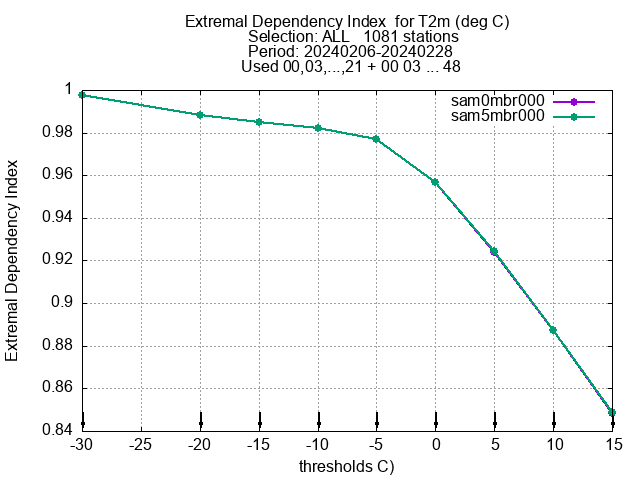 Extremal Dependency Index  for T2m (deg C)
Selection: ALL   1081 stations
Period: 20240206-20240228
Used 00,03,...,21 + 00 03 ... 48
sam0mbr000
sam5mbr000
1
0.98
0.96
0.94
0.92
0.9
0.88
0.86
0.84
Extremal Dependency Index
-30 -25 -20 -15 -10 -5 0 5 10 15
thresholds C)